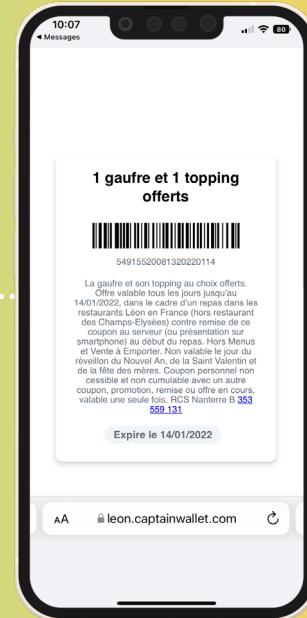 10:07
80
◀ Messages
1 gaufre et 1 topping
offerts
54915520081320220114
La gaufre et son topping au choix offerts.
Offre valable tous les jours jusqu'au
14/01/2022, dans le cadre d'un repas dans les
restaurants Léon en France (hors restaurant
des Champs-Elysées) contre remise de ce
coupon au serveur (ou présentation sur
smartphone) au début du repas. Hors Menus
et Vente à Emporter. Non valable le jour du
réveillon du Nouvel An, de la Saint Valentin et
de la fête des mères. Coupon personnel non
cessible et non cumulable avec un autre
coupon, promotion, remise ou offre en cours,
valable une seule fois. RCS Nanterre B 353
559 131
Expire le 14/01/2022
AA leon.captainwallet.com